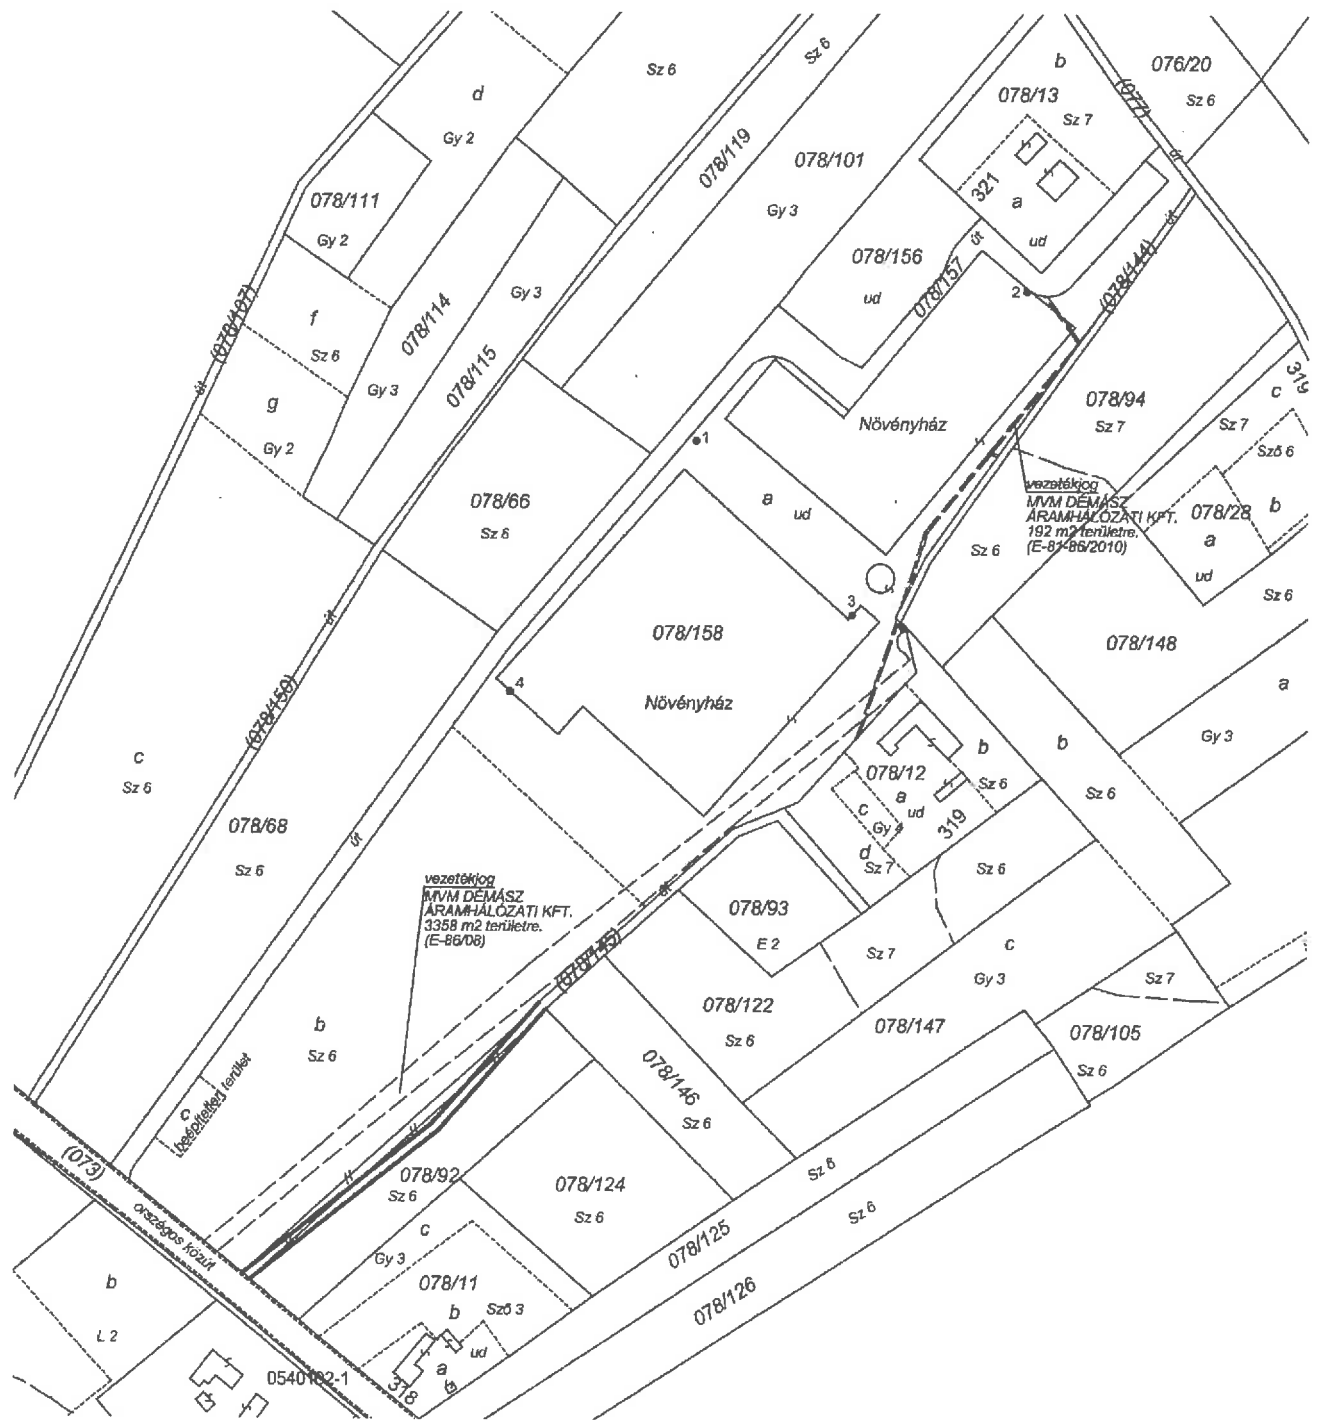 Sz 6
Sz 6
b
076/20
d
078/13
Sz 6
(077)
Sz 7
Gy 2
078/119
078/101
út
321
078/111
a
Gy 3
út
Gy 2
ud
út
078/156
(078/144)
078/157
Gy 3
2
ud
(078/107)
f
078/114
Sz 6
078/115
319
út
Gy 3
c
g
078/94
Növényház
Sz 7
Sz 7
1
Gy 2
Sző 6
vezetékjog
078/66
a
ud
MVM DÉMÁSZ
ÁRAMHÁLÓZATI KFT.
192 m2 területre.
(E-81-86/2010)
078/28
b
Sz 6
a
Sz 6
ud
Sz 6
3
út
078/158
078/148
4
a
(078/150)
Növényház
Gy 3
c
b
b
Sz 6
078/12
Sz 6
Sz 6
a
ud
c
078/68
Gy 4
319
út
d
Sz 7
Sz 6
Sz 6
vezetékjog
MVM DÉMÁSZ
ÁRAMHÁLÓZATI KFT.
3358 m2 területre.
(E-86/08)
út
078/93
E 2
(078/145)
Sz 7
c
Gy 3
Sz 7
078/122
b
078/147
078/105
Sz 6
Sz 6
078/146
Sz 6
c
beépítetlen terület
Sz 6
(073)
078/92
Sz 6
078/124
Sz 6
Sz 6
országos közút
c
Sz 6
Gy 3
078/125
b
078/11
078/126
b
Sző 3
L 2
ud
a
0540102-1
318